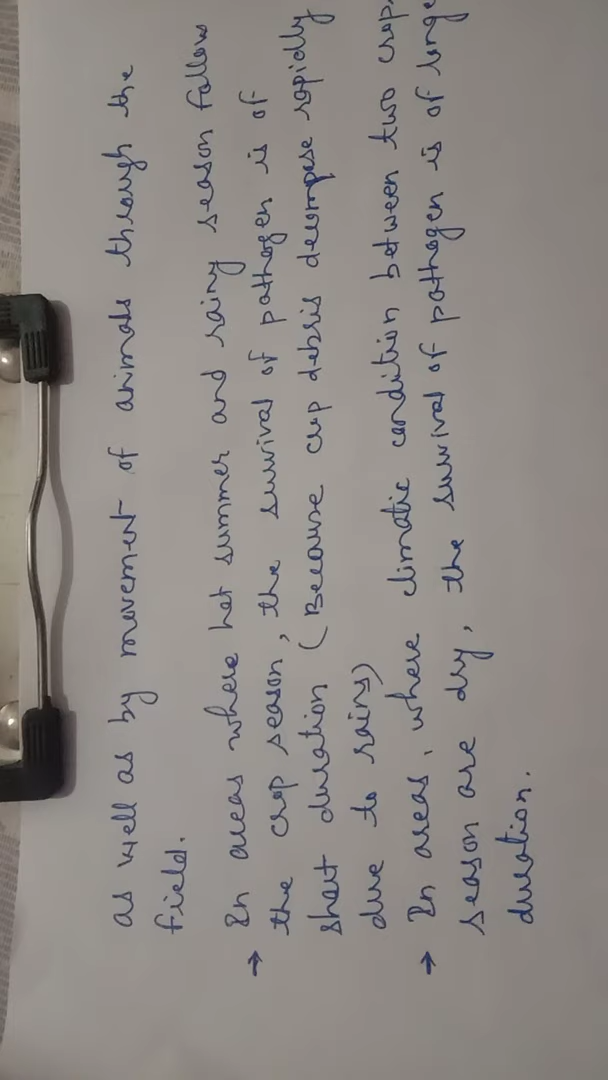 as well as by movement of animals through the
field.
→ In areas where hot summer and rainy season follow
the crop season, the survival of pathogen is of
short duration (Because crop debris decompose rapidly
due to rains)
→ In areas, where climatic condition between two crop
season are dry, the survival of pathogen is of longe
duration.